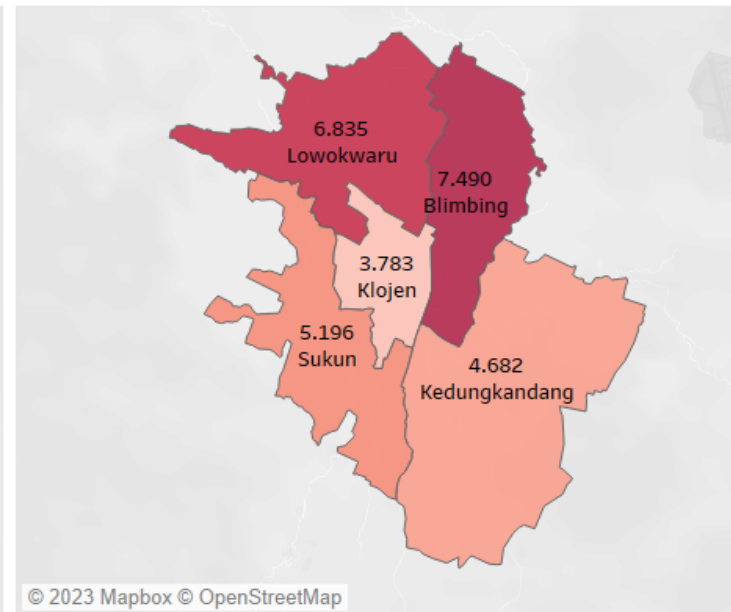 6.835
Lowokwaru
7.490
Blimbing
3.783
Klojen
5.196
Sukun
4.682
Kedungkandang
© 2023 Mapbox © OpenStreetMap